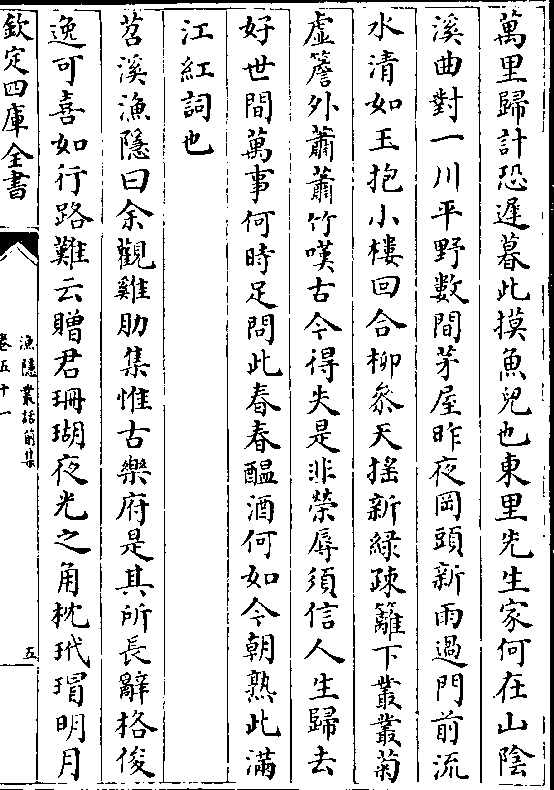 萬里歸計恐遲暮此摸魚兒也東里先生家何在山陰
溪曲對一川平野數間茅屋昨夜岡頭新雨過門前流
水清如玉抱小樓回合柳叅天搖新綠疎籬下叢叢菊
虚簷外蕭蕭竹嘆古今得失是非榮辱須信人生歸去
好世間萬事何時足問此春春醖酒何如今朝熟此滿
江紅詞也
苕溪漁隱曰余觀雞肋集惟古樂府是其所長辭格俊
逸可喜如行路難云贈君珊瑚夜光之角枕玳瑁明月
欽定四庫全書
漁隱叢話前集
卷五十一
五